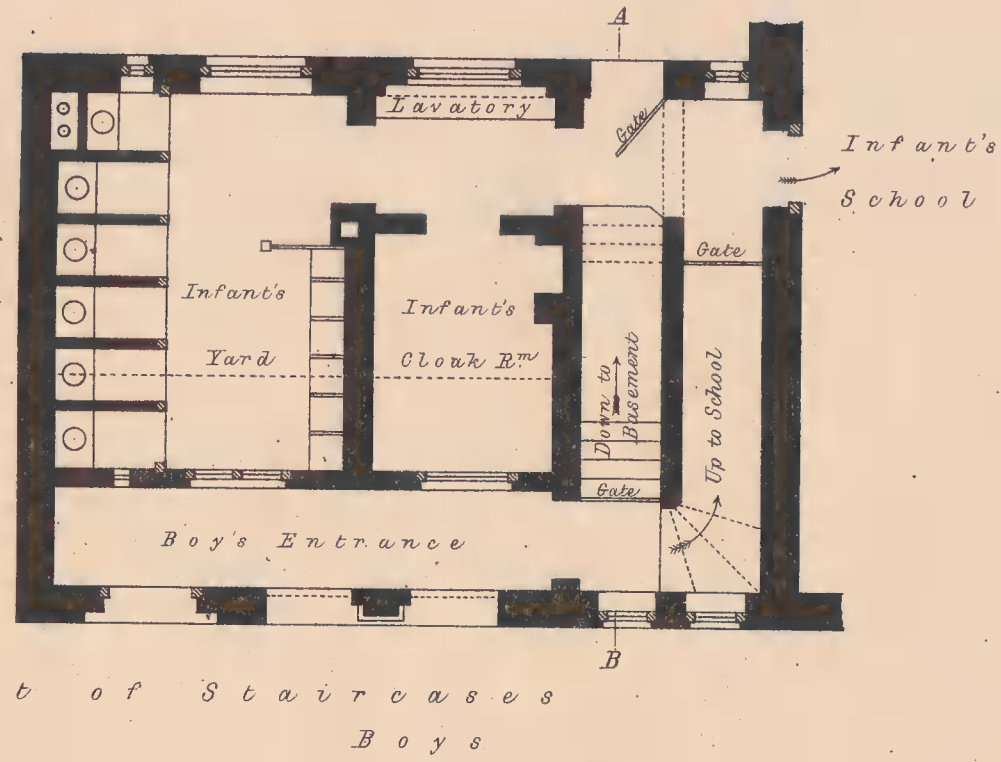 A
Lavatory
Gate
Infant's
School
Gate
Infant's
Yard
Infant's
Cloak Rm.
Down to
Basement
Up to School
Gate
Boy's Entrance
B
t of Staircases
Boys